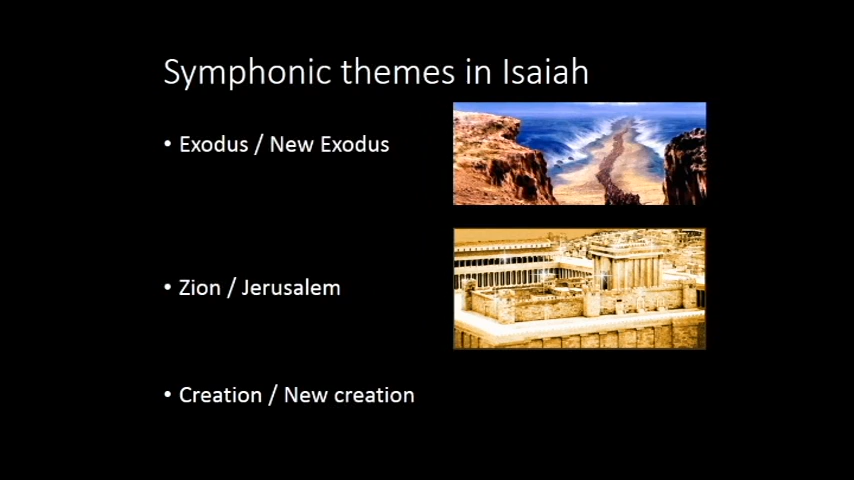 Symphonic themes in Isaiah
• Exodus / New Exodus
• Zion / Jerusalem
• Creation / New creation